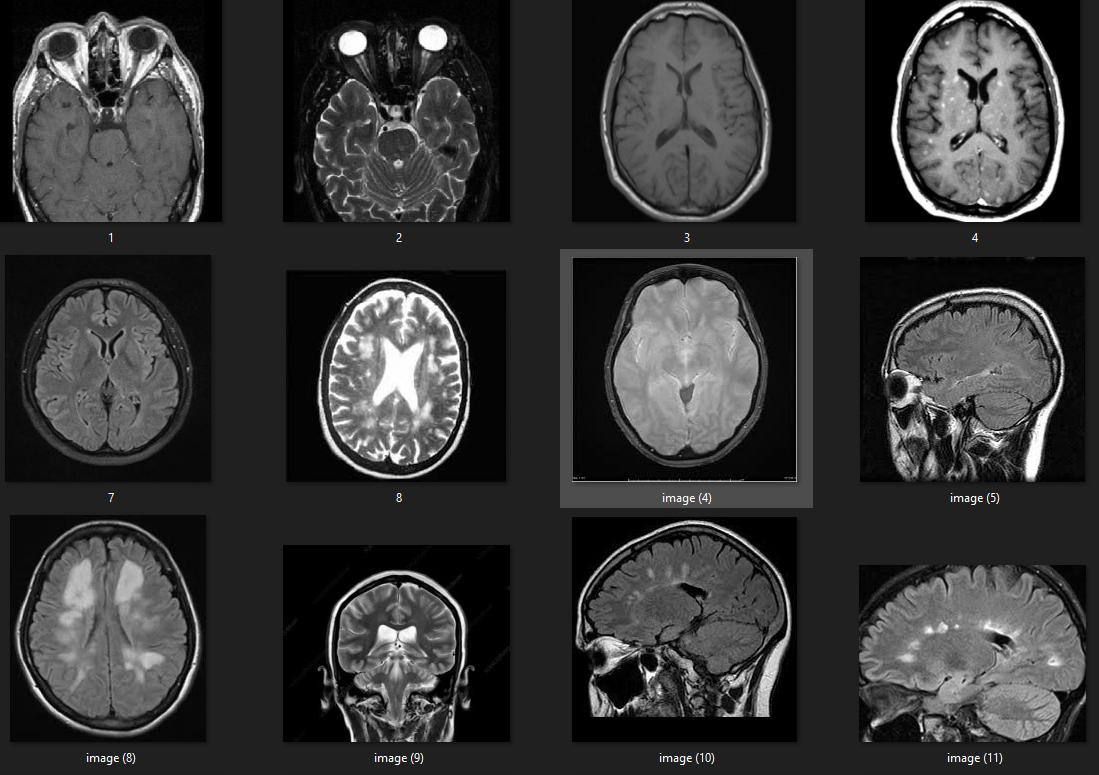 1
2
3
4
7
8
image (4)
image (5)
image (8)
image (9)
image (10)
image (11)